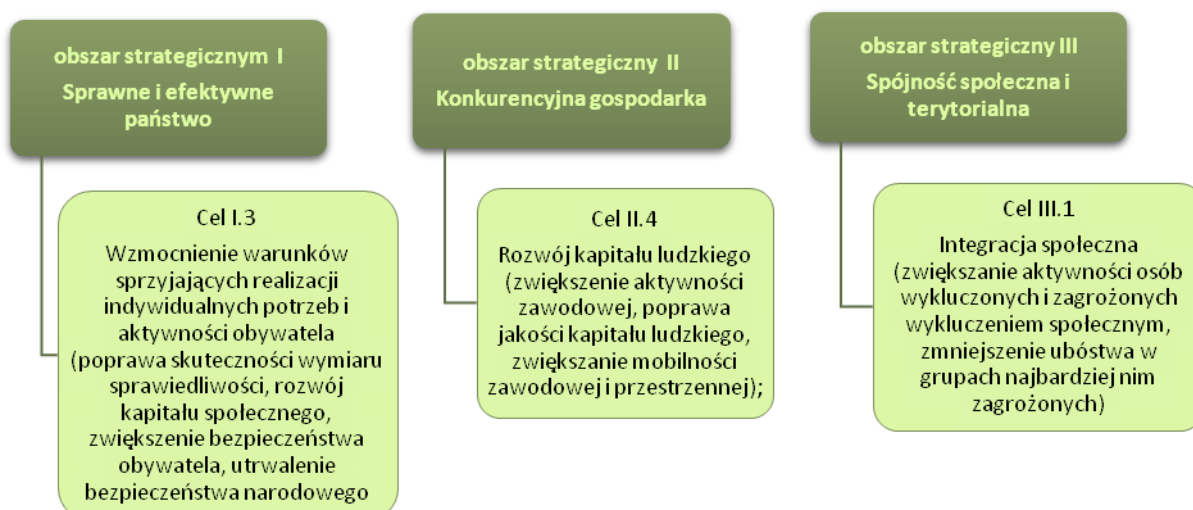 obszar strategicznym I
Sprawne i efektywne
państwo
Cel I.3
Wzmocnienie warunków
sprzyjających realizacji
indywidualnych potrzeb i
aktywności obywatela
(poprawa skuteczności wymiaru
sprawiedliwości, rozwój
kapitału społecznego,
zwiększenie bezpieczeństwa
obywatela, utrwalenie
bezpieczeństwa narodowego
obszar strategiczny II
Konkurencyjna gospodarka
Cel II.4
Rozwój kapitału ludzkiego
(zwiększenie aktywności
zawodowej, poprawa
jakości kapitału ludzkiego,
zwiększanie mobilności
zawodowej i przestrzennej);
obszar strategiczny III
Spójność społeczna i
terytorialna
Cel III.1
Integracja społeczna
(zwiększanie aktywności osób
wykluczonych i zagrożonych
wykluczeniem społecznym,
zmniejszenie ubóstwa w
grupach najbardziej nim
zagrożonych)